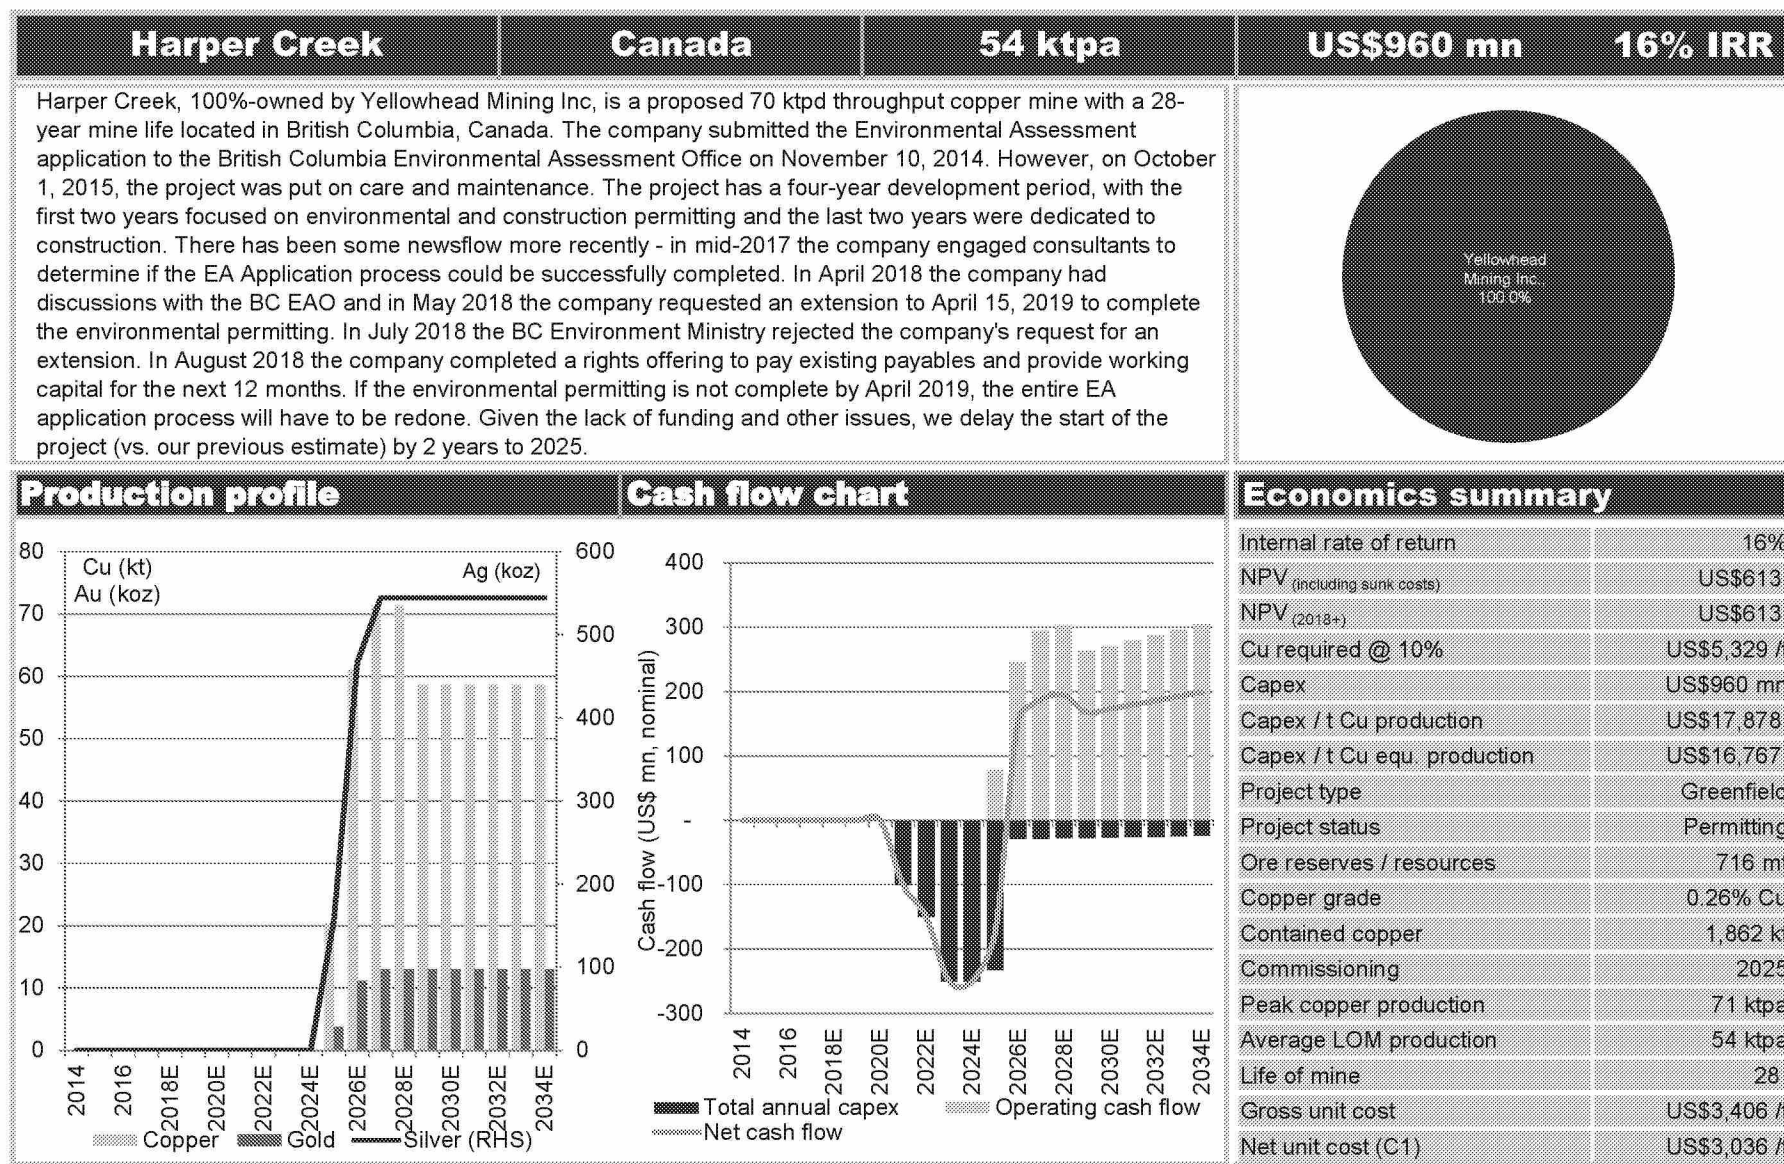 Harper Creek Canada 54 ktpa US$960 mn 16% IRR
Harper Creek, 100%-owned by Yellowhead Mining Inc, is a proposed 70 ktpd throughput copper mine with a 28-
year mine life located in British Columbia, Canada. The company submitted the Environmental Assessment
application to the British Columbia Environmental Assessment Office on November 10, 2014. However, on October
1, 2015, the project was put on care and maintenance. The project has a four-year development period, with the
first two years focused on environmental and construction permitting and the last two years were dedicated to
construction. There has been some newsflow more recently - in mid-2017 the company engaged consultants to
determine if the EA Application process could be successfully completed. In April 2018 the company had
discussions with the BC EAO and in May 2018 the company requested an extension to April 15, 2019 to complete
the environmental permitting. In July 2018 the BC Environment Ministry rejected the company's request for an
extension. In August 2018 the company completed a rights offering to pay existing payables and provide working
capital for the next 12 months. If the environmental permitting is not complete by April 2019, the entire EA
application process will have to be redone. Given the lack of funding and other issues, we delay the start of the
project (vs. our previous estimate) by 2 years to 2025.
Yellowhead
Mining Inc.,
100.0%
Production profile
80
70
60
50
40
30
20
10
0
Cu (kt)
Au (koz)
Ag (koz)
600
500
400
300
200
100
0
2014 2016 2018E 2020E 2022E 2024E 2026E 2028E 2030E 2032E 2034E
Copper Gold Silver (RHS)
Cash flow chart
Cash flow (US$ mn, nominal)
400
300
200
100
-
-100
-200
-300
2014 2016 2018E 2020E 2022E 2024E 2026E 2028E 2030E 2032E 2034E
Total annual capex Operating cash flow
Net cash flow
Economics summary
Internal rate of return 16%
NPV (including sunk costs) US$613
NPV (2018+) US$613
Cu required @ 10% US$5,329 /t
Capex US$960 mn
Capex / t Cu production US$17,878
Capex / t Cu equ. production US$16,767
Project type Greenfield
Project status Permitting
Ore reserves / resources 716 mt
Copper grade 0.26% Cu
Contained copper 1,862 kt
Commissioning 2025
Peak copper production 71 ktpa
Average LOM production 54 ktpa
Life of mine 28
Gross unit cost US$3,406 /t
Net unit cost (C1) US$3,036 /t